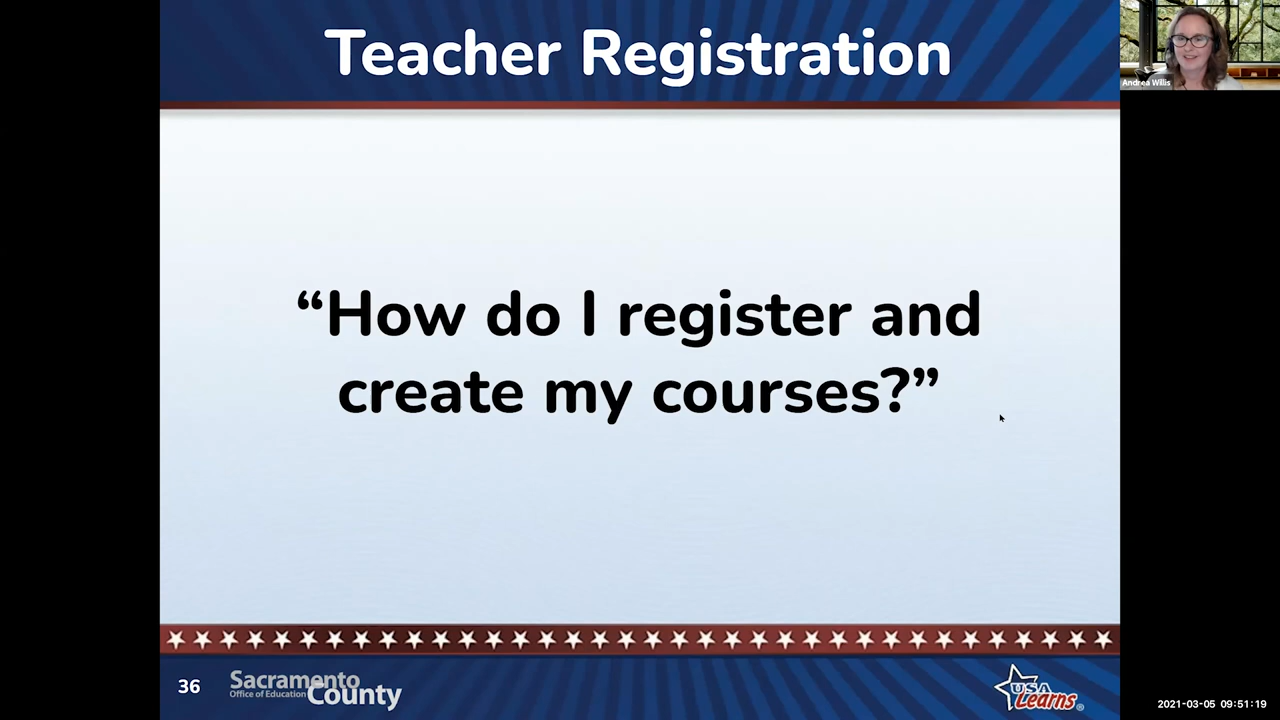 Teacher Registration
Andrea Willis
“How do I register and
create my courses?”
36
Sacramento
Office of Education
County
USA
Learns®
2021-03-05 09:51:19